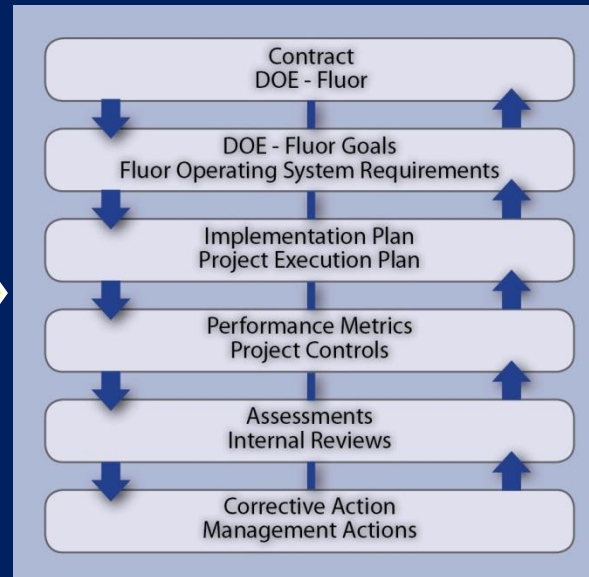 Contract
DOE - Fluor
DOE - Fluor Goals
Fluor Operating System Requirements
Implementation Plan
Project Execution Plan
Performance Metrics
Project Controls
Assessments
Internal Reviews
Corrective Action
Management Actions